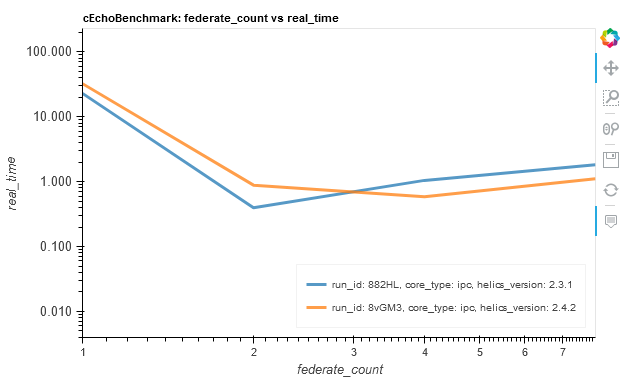 cEchoBenchmark: federate_count vs real_time
100.000
10.000
1.000
0.100
0.010
real_time
run_id: 882HL, core_type: ipc, helics_version: 2.3.1
run_id: 8vGM3, core_type: ipc, helics_version: 2.4.2
1
2
3
4
5
6
7
federate_count